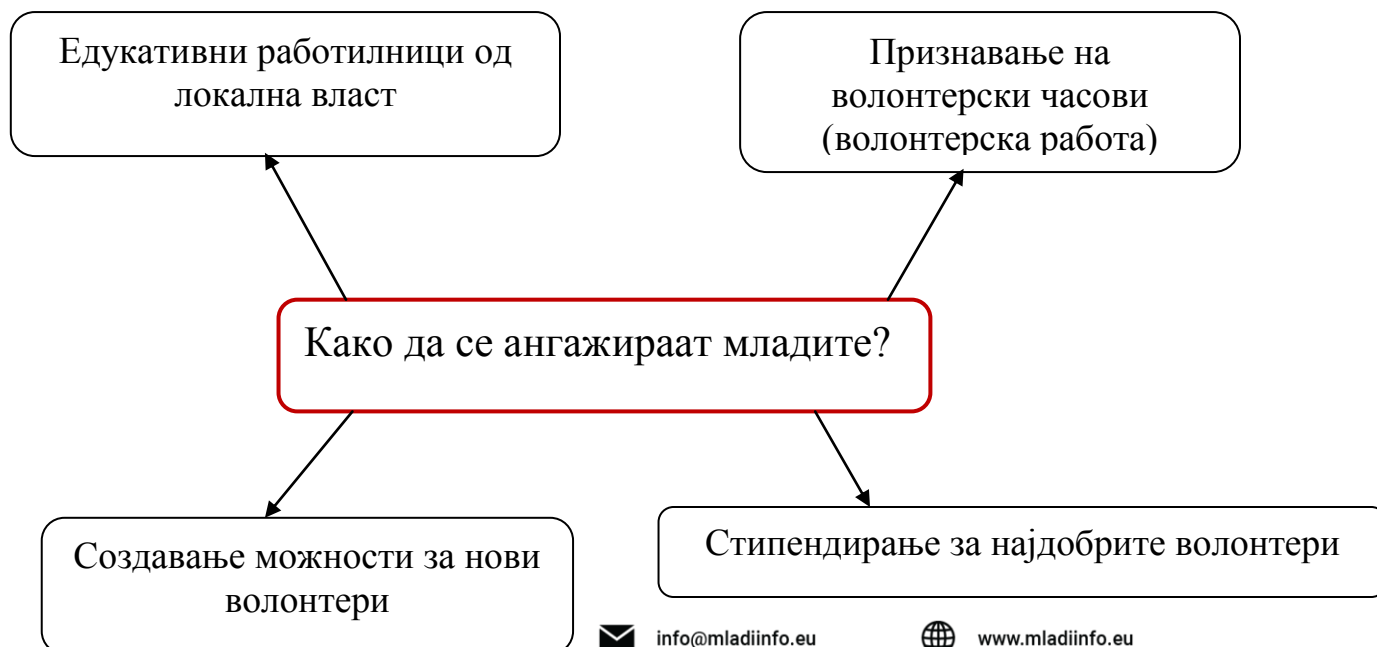 Едукативни работилници од
локална власт
Признавање на
волонтерски часови
(волонтерска работа)
Како да се ангажираат младите?
Создавање можности за нови
волонтери
Стипендирање за најдобрите волонтери
info@mladiinfo.eu
www.mladiinfo.eu